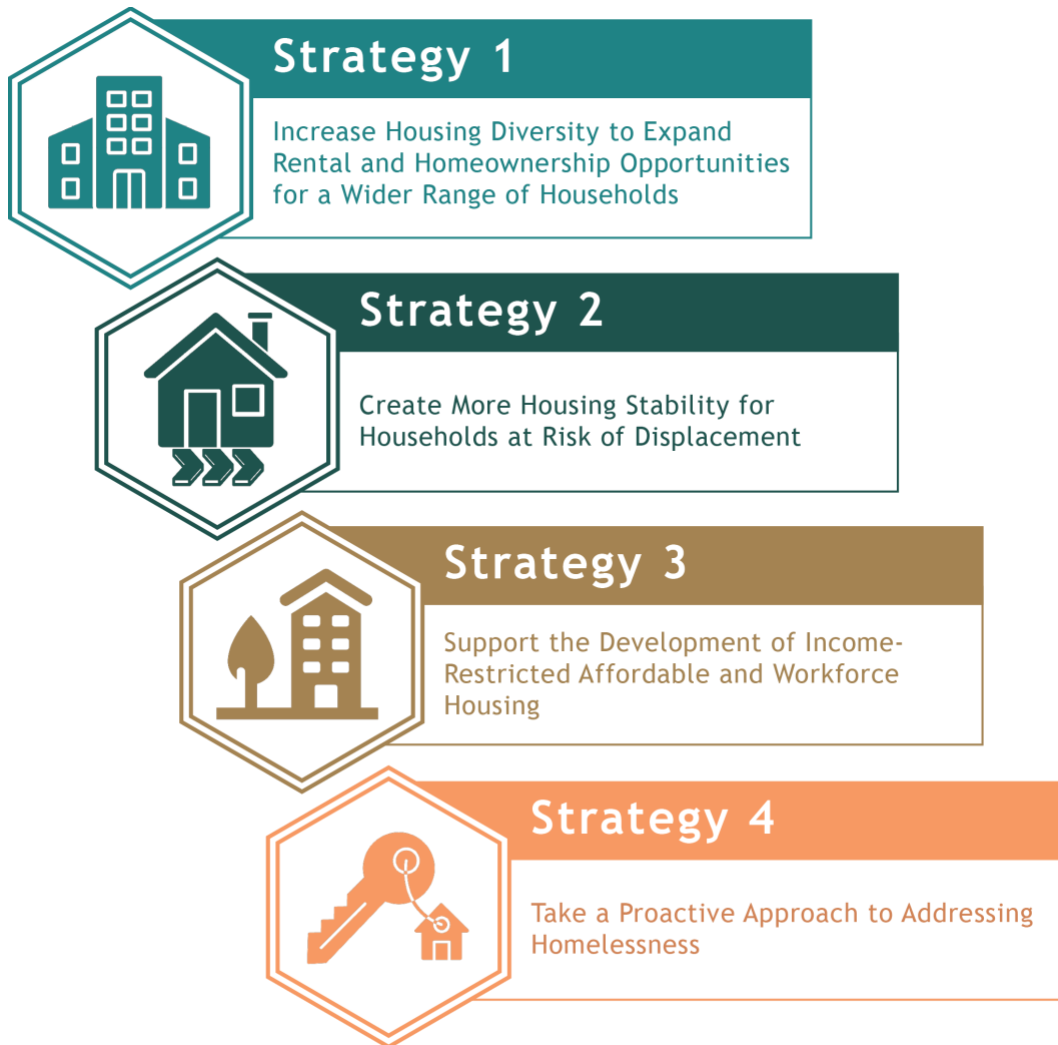 Strategy 1
Increase Housing Diversity to Expand
Rental and Homeownership Opportunities
for a Wider Range of Households
Strategy 2
Create More Housing Stability for
Households at Risk of Displacement
Strategy 3
Support the Development of Income-
Restricted Affordable and Workforce
Housing
Strategy 4
Take a Proactive Approach to Addressing
Homelessness